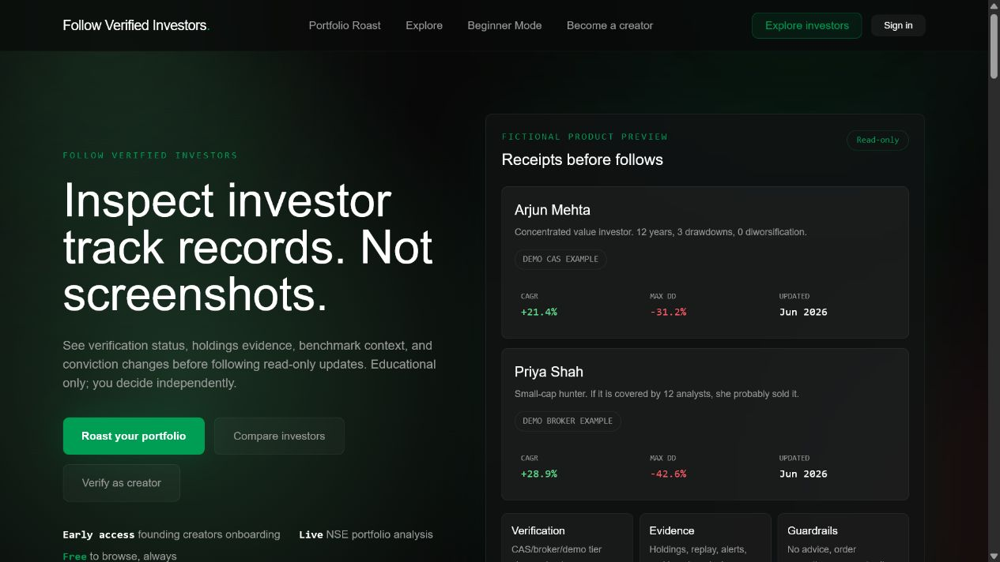 Follow Verified Investors.
Portfolio Roast
Explore
Beginner Mode
Become a creator
Explore investors
Sign in
FOLLOW VERIFIED INVESTORS
Inspect investor
track records. Not
screenshots.
See verification status, holdings evidence, benchmark context, and
conviction changes before following read-only updates. Educational
only; you decide independently.
Roast your portfolio
Compare investors
Verify as creator
Early access founding creators onboarding
Live NSE portfolio analysis
Free to browse, always
FICTIONAL PRODUCT PREVIEW
Read-only
Receipts before follows
Arjun Mehta
Concentrated value investor. 12 years, 3 drawdowns, 0 diworsification.
DEMO CAS EXAMPLE
CAGR
MAX DD
UPDATED
+21.4%
-31.2%
Jun 2026
Priya Shah
Small-cap hunter. If it is covered by 12 analysts, she probably sold it.
DEMO BROKER EXAMPLE
CAGR
MAX DD
UPDATED
+28.9%
-42.6%
Jun 2026
Verification
CAS/broker/demo tier
Evidence
Holdings, replay, alerts,
Guardrails
No advice, order